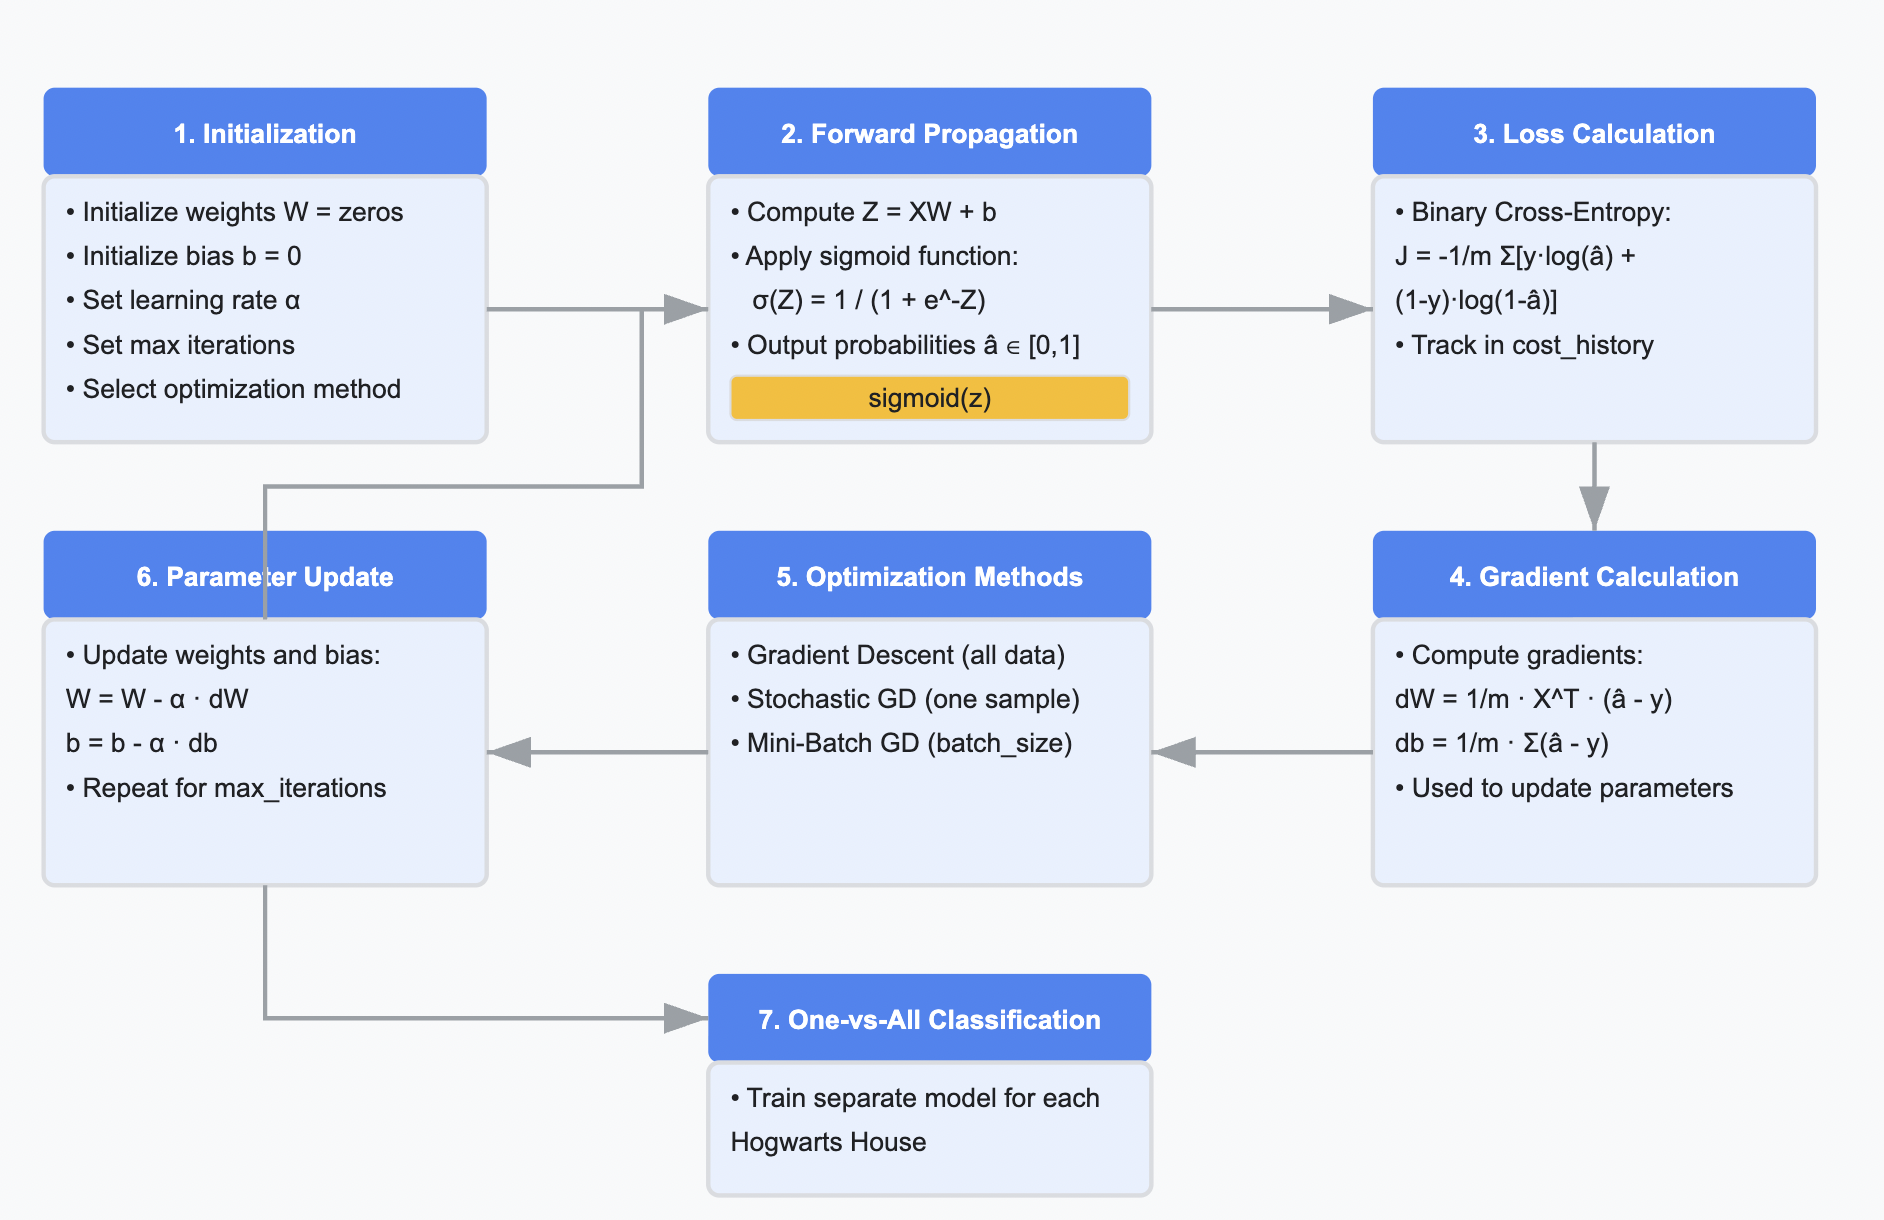 1. Initialization
• Initialize weights W = zeros
• Initialize bias b = 0
• Set learning rate α
• Set max iterations
• Select optimization method
2. Forward Propagation
• Compute Z = XW + b
• Apply sigmoid function:
σ(Z) = 1 / (1 + e^-Z)
• Output probabilities â ∈ [0,1]
sigmoid(z)
3. Loss Calculation
• Binary Cross-Entropy:
J = -1/m Σ[y·log(â) +
(1-y)·log(1-â)]
• Track in cost_history
4. Gradient Calculation
• Compute gradients:
dW = 1/m · X^T · (â - y)
db = 1/m · Σ(â - y)
• Used to update parameters
5. Optimization Methods
• Gradient Descent (all data)
• Stochastic GD (one sample)
• Mini-Batch GD (batch_size)
6. Parameter Update
• Update weights and bias:
W = W - α · dW
b = b - α · db
• Repeat for max_iterations
7. One-vs-All Classification
• Train separate model for each
Hogwarts House